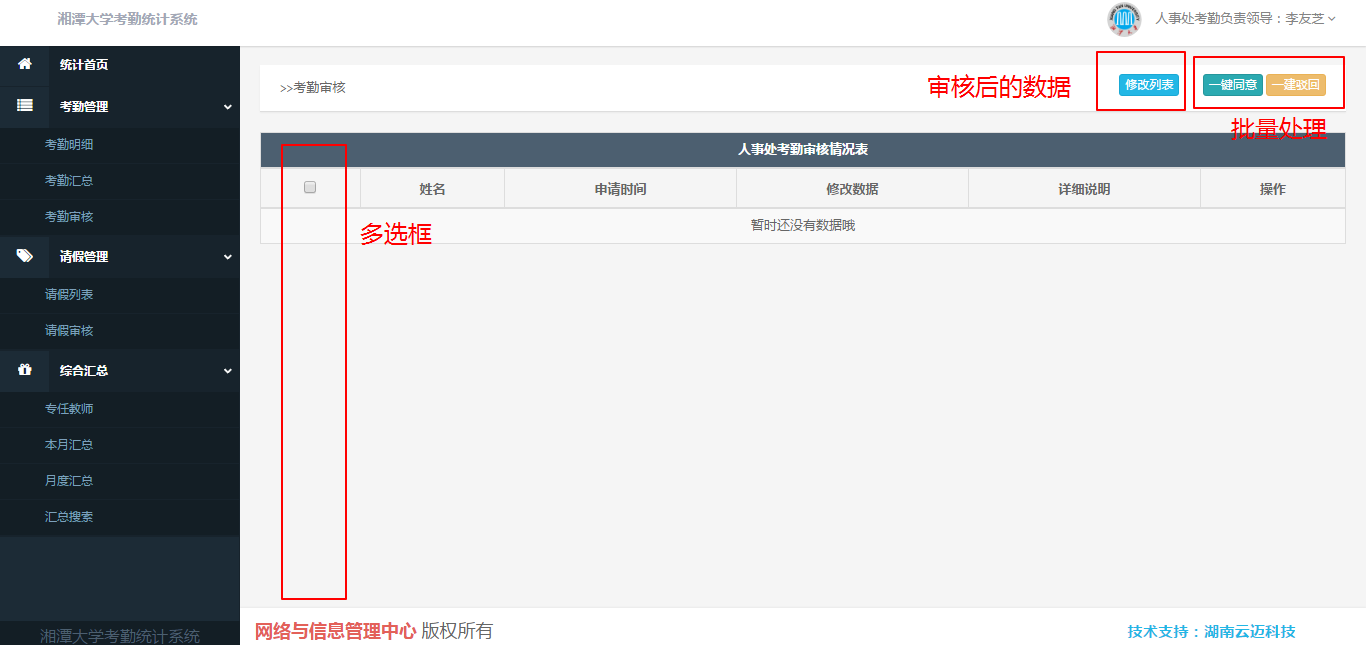 湘潭大学考勤统计系统
人事处考勤负责领导：李友芝
统计首页
考勤管理
考勤明细
考勤汇总
考勤审核
请假管理
请假列表
请假审核
综合汇总
专任教师
本月汇总
月度汇总
汇总搜索
湘潭大学考勤统计系统
>>考勤审核
审核后的数据
修改列表
一键同意 一建驳回
批量处理
人事处考勤审核情况表
姓名 申请时间 修改数据 详细说明 操作
暂时还没有数据哦
多选框
网络与信息管理中心 版权所有
技术支持：湖南云迈科技